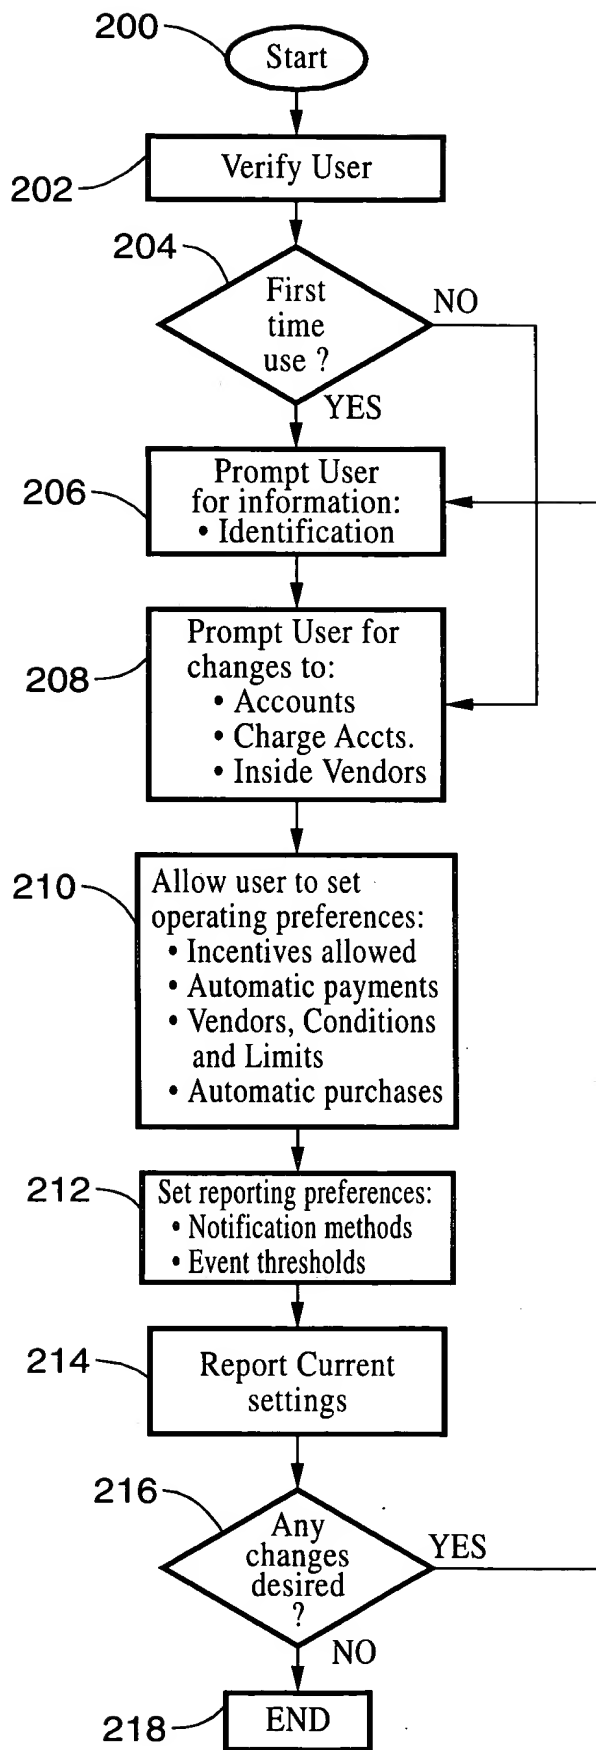 200
Start
202
Verify User
204
First
time
use ?
NO
YES
206
Prompt User
for information:
• Identification
208
Prompt User for
changes to:
• Accounts
• Charge Accts.
• Inside Vendors
210
Allow user to set
operating preferences:
• Incentives allowed
• Automatic payments
• Vendors, Conditions
and Limits
• Automatic purchases
212
Set reporting preferences:
• Notification methods
• Event thresholds
214
Report Current
settings
216
Any
changes
desired
?
YES
NO
218
END